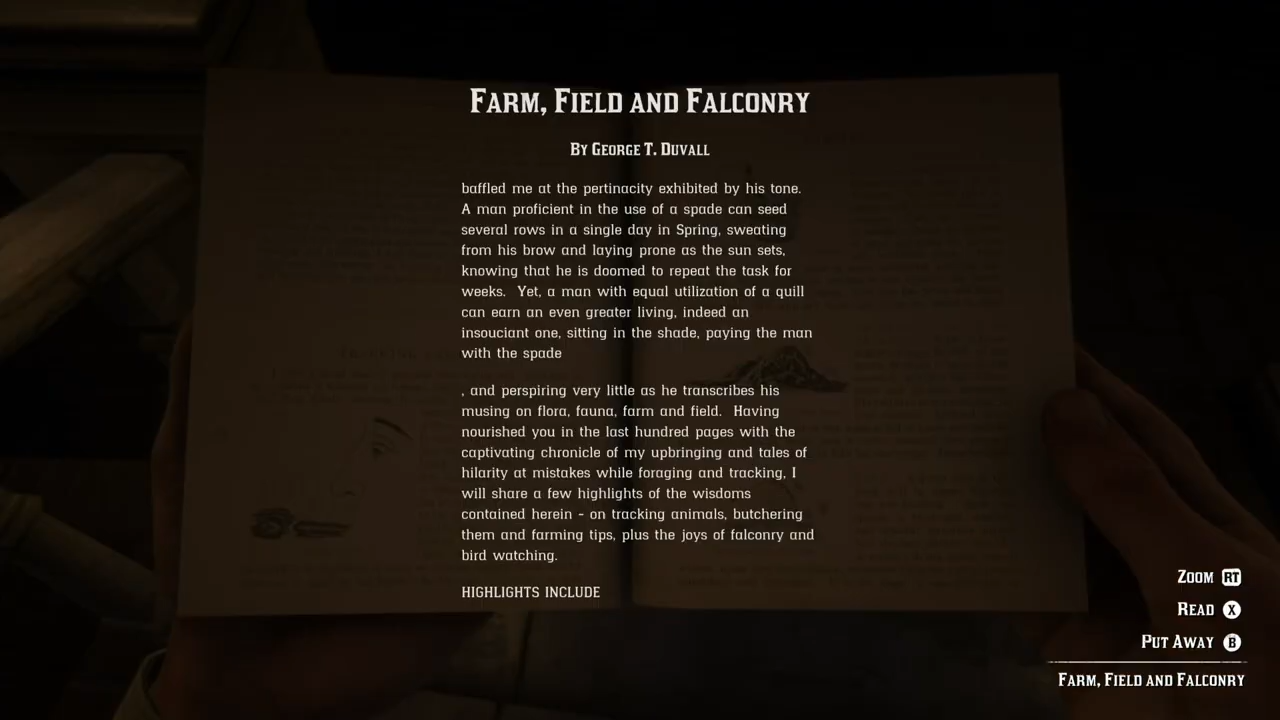 FARM, FIELD AND FALCONRY
BY GEORGE T. DUVALL
baffled me at the pertinacity exhibited by his tone.
A man proficient in the use of a spade can seed
several rows in a single day in Spring, sweating
from his brow and laying prone as the sun sets,
knowing that he is doomed to repeat the task for
weeks.  Yet, a man with equal utilization of a quill
can earn an even greater living, indeed an
insouciant one, sitting in the shade, paying the man
with the spade
, and perspiring very little as he transcribes his
musing on flora, fauna, farm and field.  Having
nourished you in the last hundred pages with the
captivating chronicle of my upbringing and tales of
hilarity at mistakes while foraging and tracking, I
will share a few highlights of the wisdoms
contained herein - on tracking animals, butchering
them and farming tips, plus the joys of falconry and
bird watching.
HIGHLIGHTS INCLUDE
ZOOM RT
READ X
PUT AWAY B
FARM, FIELD AND FALCONRY